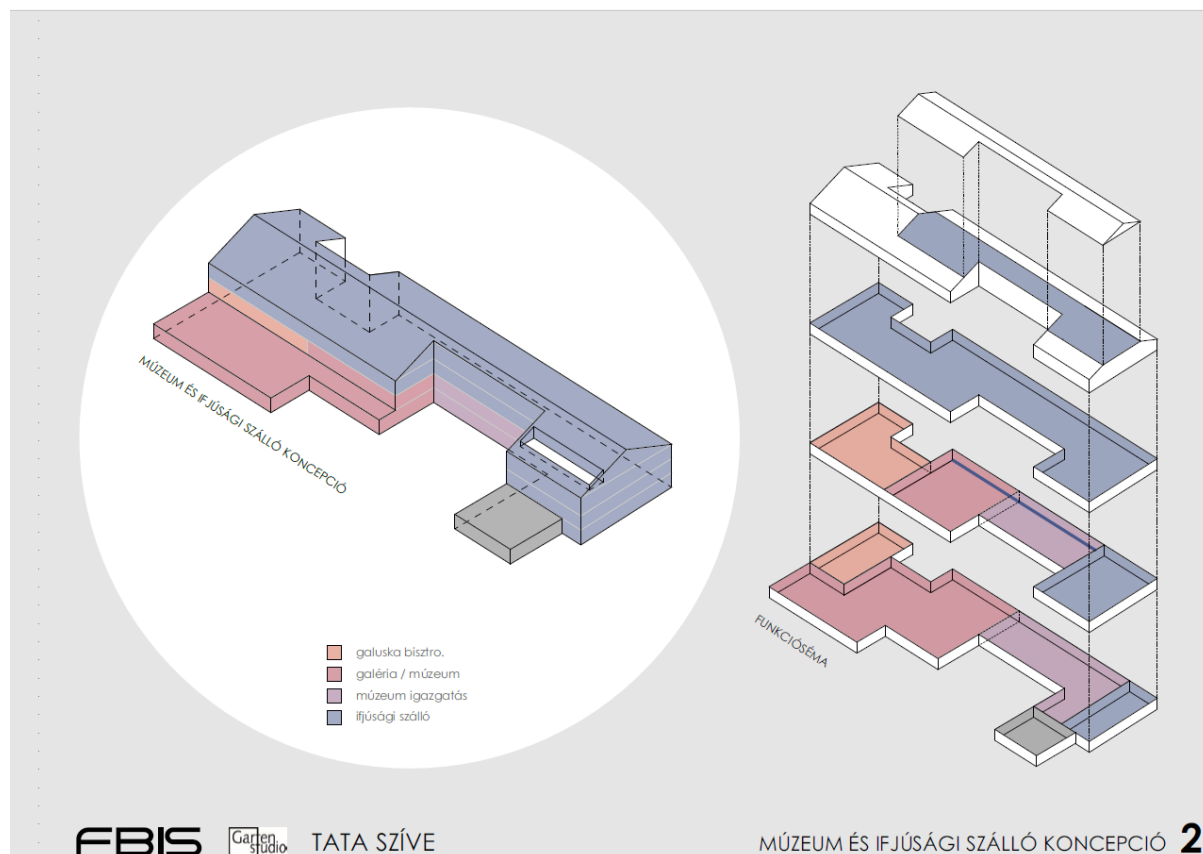 MÚZEUM ÉS IFJÚSÁGI SZÁLLÓ KONCEPCIÓ
galuska bisztro.
galéria / múzeum
múzeum igazgatás
ifjúsági szálló
FUNKCIÓSÉMA
FBIS
Garten
studio
TATA SZÍVE
MÚZEUM ÉS IFJÚSÁGI SZÁLLÓ KONCEPCIÓ 2